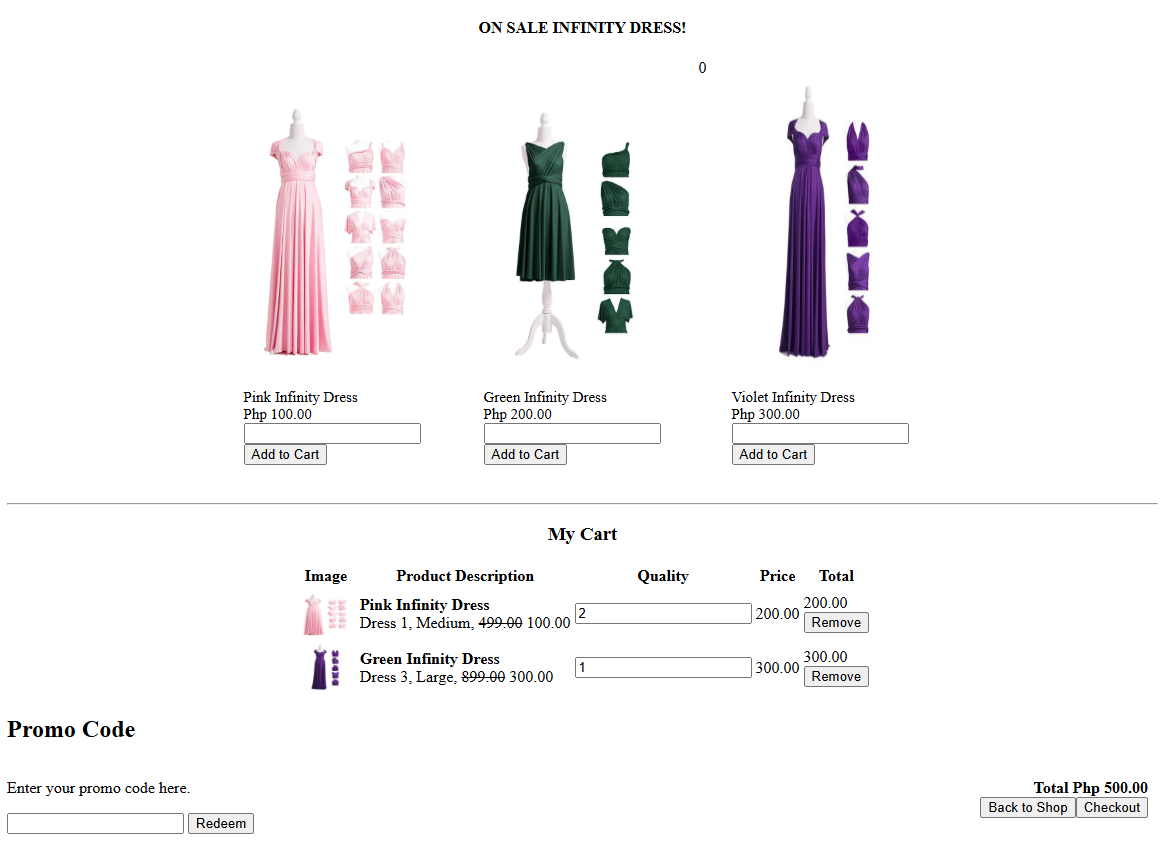 ON SALE INFINITY DRESS!
0
Pink Infinity Dress
Php 100.00
Add to Cart
Green Infinity Dress
Php 200.00
Add to Cart
Violet Infinity Dress
Php 300.00
Add to Cart
My Cart
Image Product Description Quality Price Total
Pink Infinity Dress
Dress 1, Medium, 499.00 100.00
2
200.00
200.00
Remove
Green Infinity Dress
Dress 3, Large, 899.00 300.00
1
300.00
300.00
Remove
Promo Code
Enter your promo code here.
Redeem
Total Php 500.00
Back to Shop Checkout